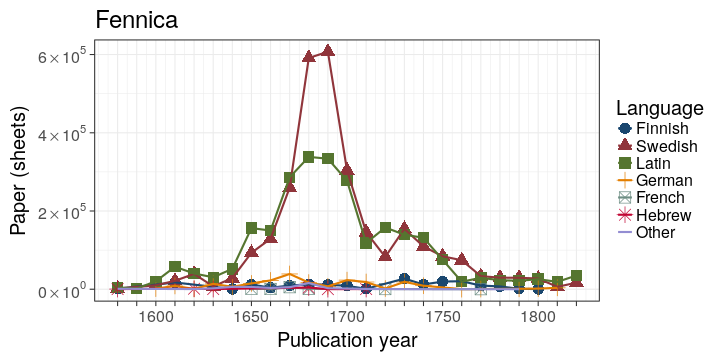 Fennica
6 × 10⁵
4 × 10⁵
2 × 10⁵
0 × 10⁰
Paper (sheets)
1600 1650 1700 1750 1800
Publication year
Language
Finnish
Swedish
Latin
German
French
Hebrew
Other